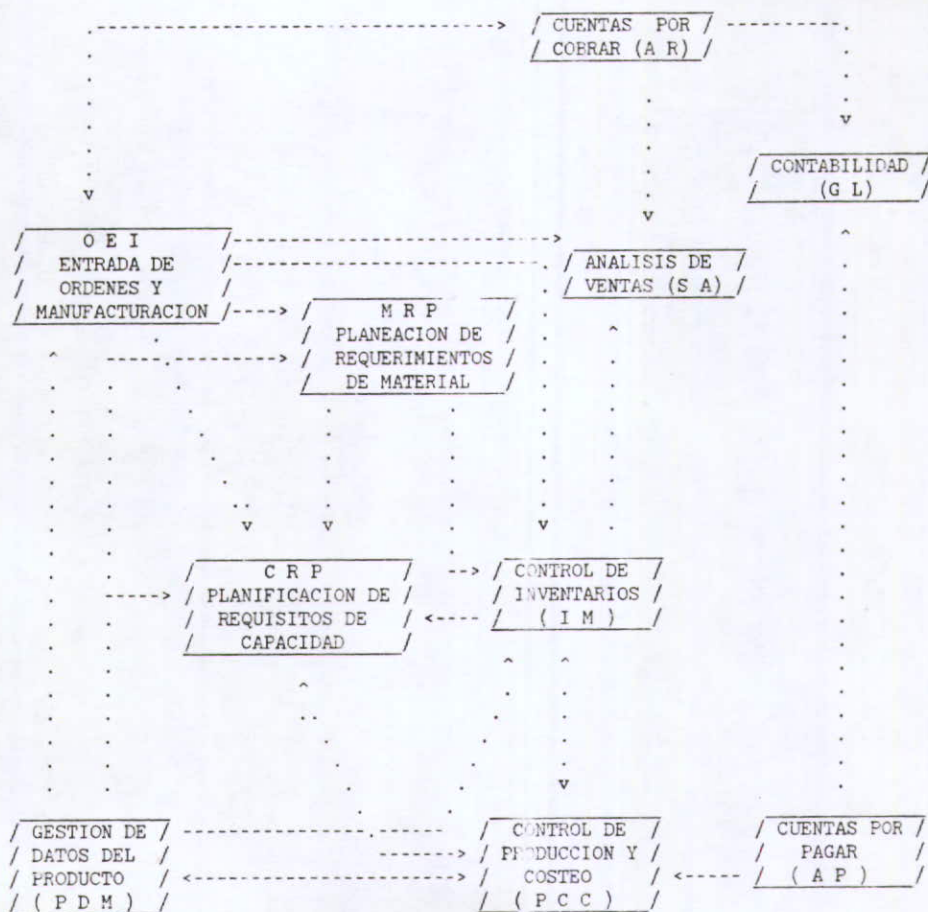 CUENTAS POR
COBRAR (A R)
CONTABILIDAD
(G L)
O E I
ENTRADA DE
ORDENES Y
MANUFACTURACION
ANALISIS DE
VENTAS (S A)
M R P
PLANEACION DE
REQUERIMIENTOS
DE MATERIAL
C R P
PLANIFICACION DE
REQUISITOS DE
CAPACIDAD
CONTROL DE
INVENTARIOS
( I M )
GESTION DE
DATOS DEL
PRODUCTO
( P D M )
CONTROL DE
PRODUCCION Y
COSTEO
( P C C )
CUENTAS POR
PAGAR
( A P )